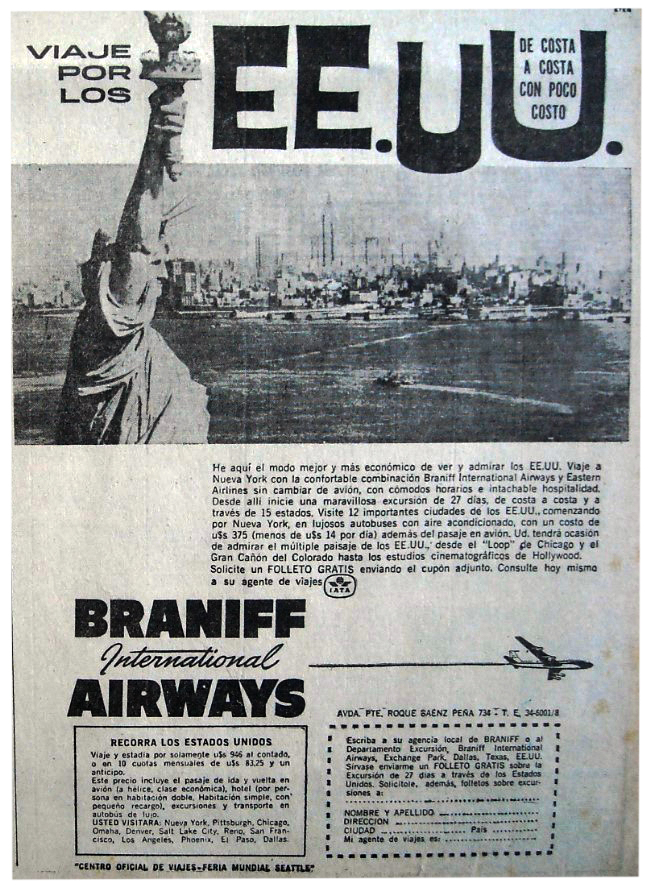 VIAJE
POR
LOS
EE.UU.
DE COSTA
A COSTA
CON POCO
COSTO
He aquí el modo mejor y más económico de ver y admirar los EE.UU. Viaje a
Nueva York con la confortable combinación Braniff International Airways y Eastern
Airlines sin cambar de avión, con cómodos horarios e intachable hospitalidad.
Desde allí inicie una maravillosa excursión de 27 días, de costa a costa y a
través de 15 estados. Visite 12 importantes ciudades de los EE.UU., comenzando
por Nueva York, en lujosos autobuses con aire acondicionado, con un costo de
u$s 375 (menos de u$s 14 por día) además del pasaje en avión. Ud. tendrá ocasión
de admirar el múltiple paisaje de los EE.UU., desde el "Loop" de Chicago y el
Gran Cañón del Colorado hasta los estudios cinematográficos de Hollywood.
Solicite un FOLLETO GRATIS enviando el cupón adjunto. Consulte hoy mismo
a su agente de viajes
IATA
BRANIFF
International
AIRWAYS
AVDA. PTE. ROQUE SAENZ PEÑA 734 - T. E. 34-6001/8
RECORRA LOS ESTADOS UNIDOS
Viaje y estadía por solamente u$s 946 al contado,
o en 10 cuotas mensuales de u$s 83,25 y un
anticipo.
Este precio incluye el pasaje de ida y vuelta en
avión (a hélice, clase económica), hotel (por per-
sona en habitación doble. Habitación simple, con
pequeño recargo), excursiones y transporte en
autobús de lujo.
USTED VISITARA: Nueva York, Pittsburgh, Chicago,
Omaha, Denver, Salt Lake City, Reno, San Fran-
cisco, Los Angeles, Phoenix, El Paso, Dallas.
Escriba a su agencia local de BRANIFF o al
Departamento Excursión, Braniff International
Airways, Exchange Park, Dallas, Texas, EE.UU.
Sírvase enviarme un FOLLETO GRATIS sobre la
Excursión de 27 días a través de los Estados
Unidos. Solicítole, además, folletos sobre excur-
siones a:
NOMBRE Y APELLIDO
DIRECCION
CIUDAD País
Mi agente de viajes es:
"CENTRO OFICIAL DE VIAJES-FERIA MUNDIAL SEATTLE"